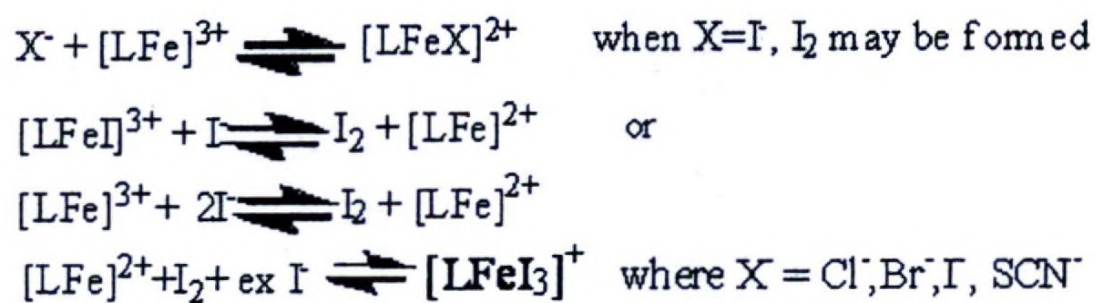 X⁻ + [LFe]³⁺ ⇌ [LFeX]²⁺ when X=I⁻, I₂ may be formed
[LFeI]³⁺ + I⁻ ⇌ I₂ + [LFe]²⁺ or
[LFe]³⁺ + 2I⁻ ⇌ I₂ + [LFe]²⁺
[LFe]²⁺+I₂+ ex I⁻ ⇌ [LFeI₃]⁺ where X⁻ = Cl⁻,Br⁻,I⁻, SCN⁻